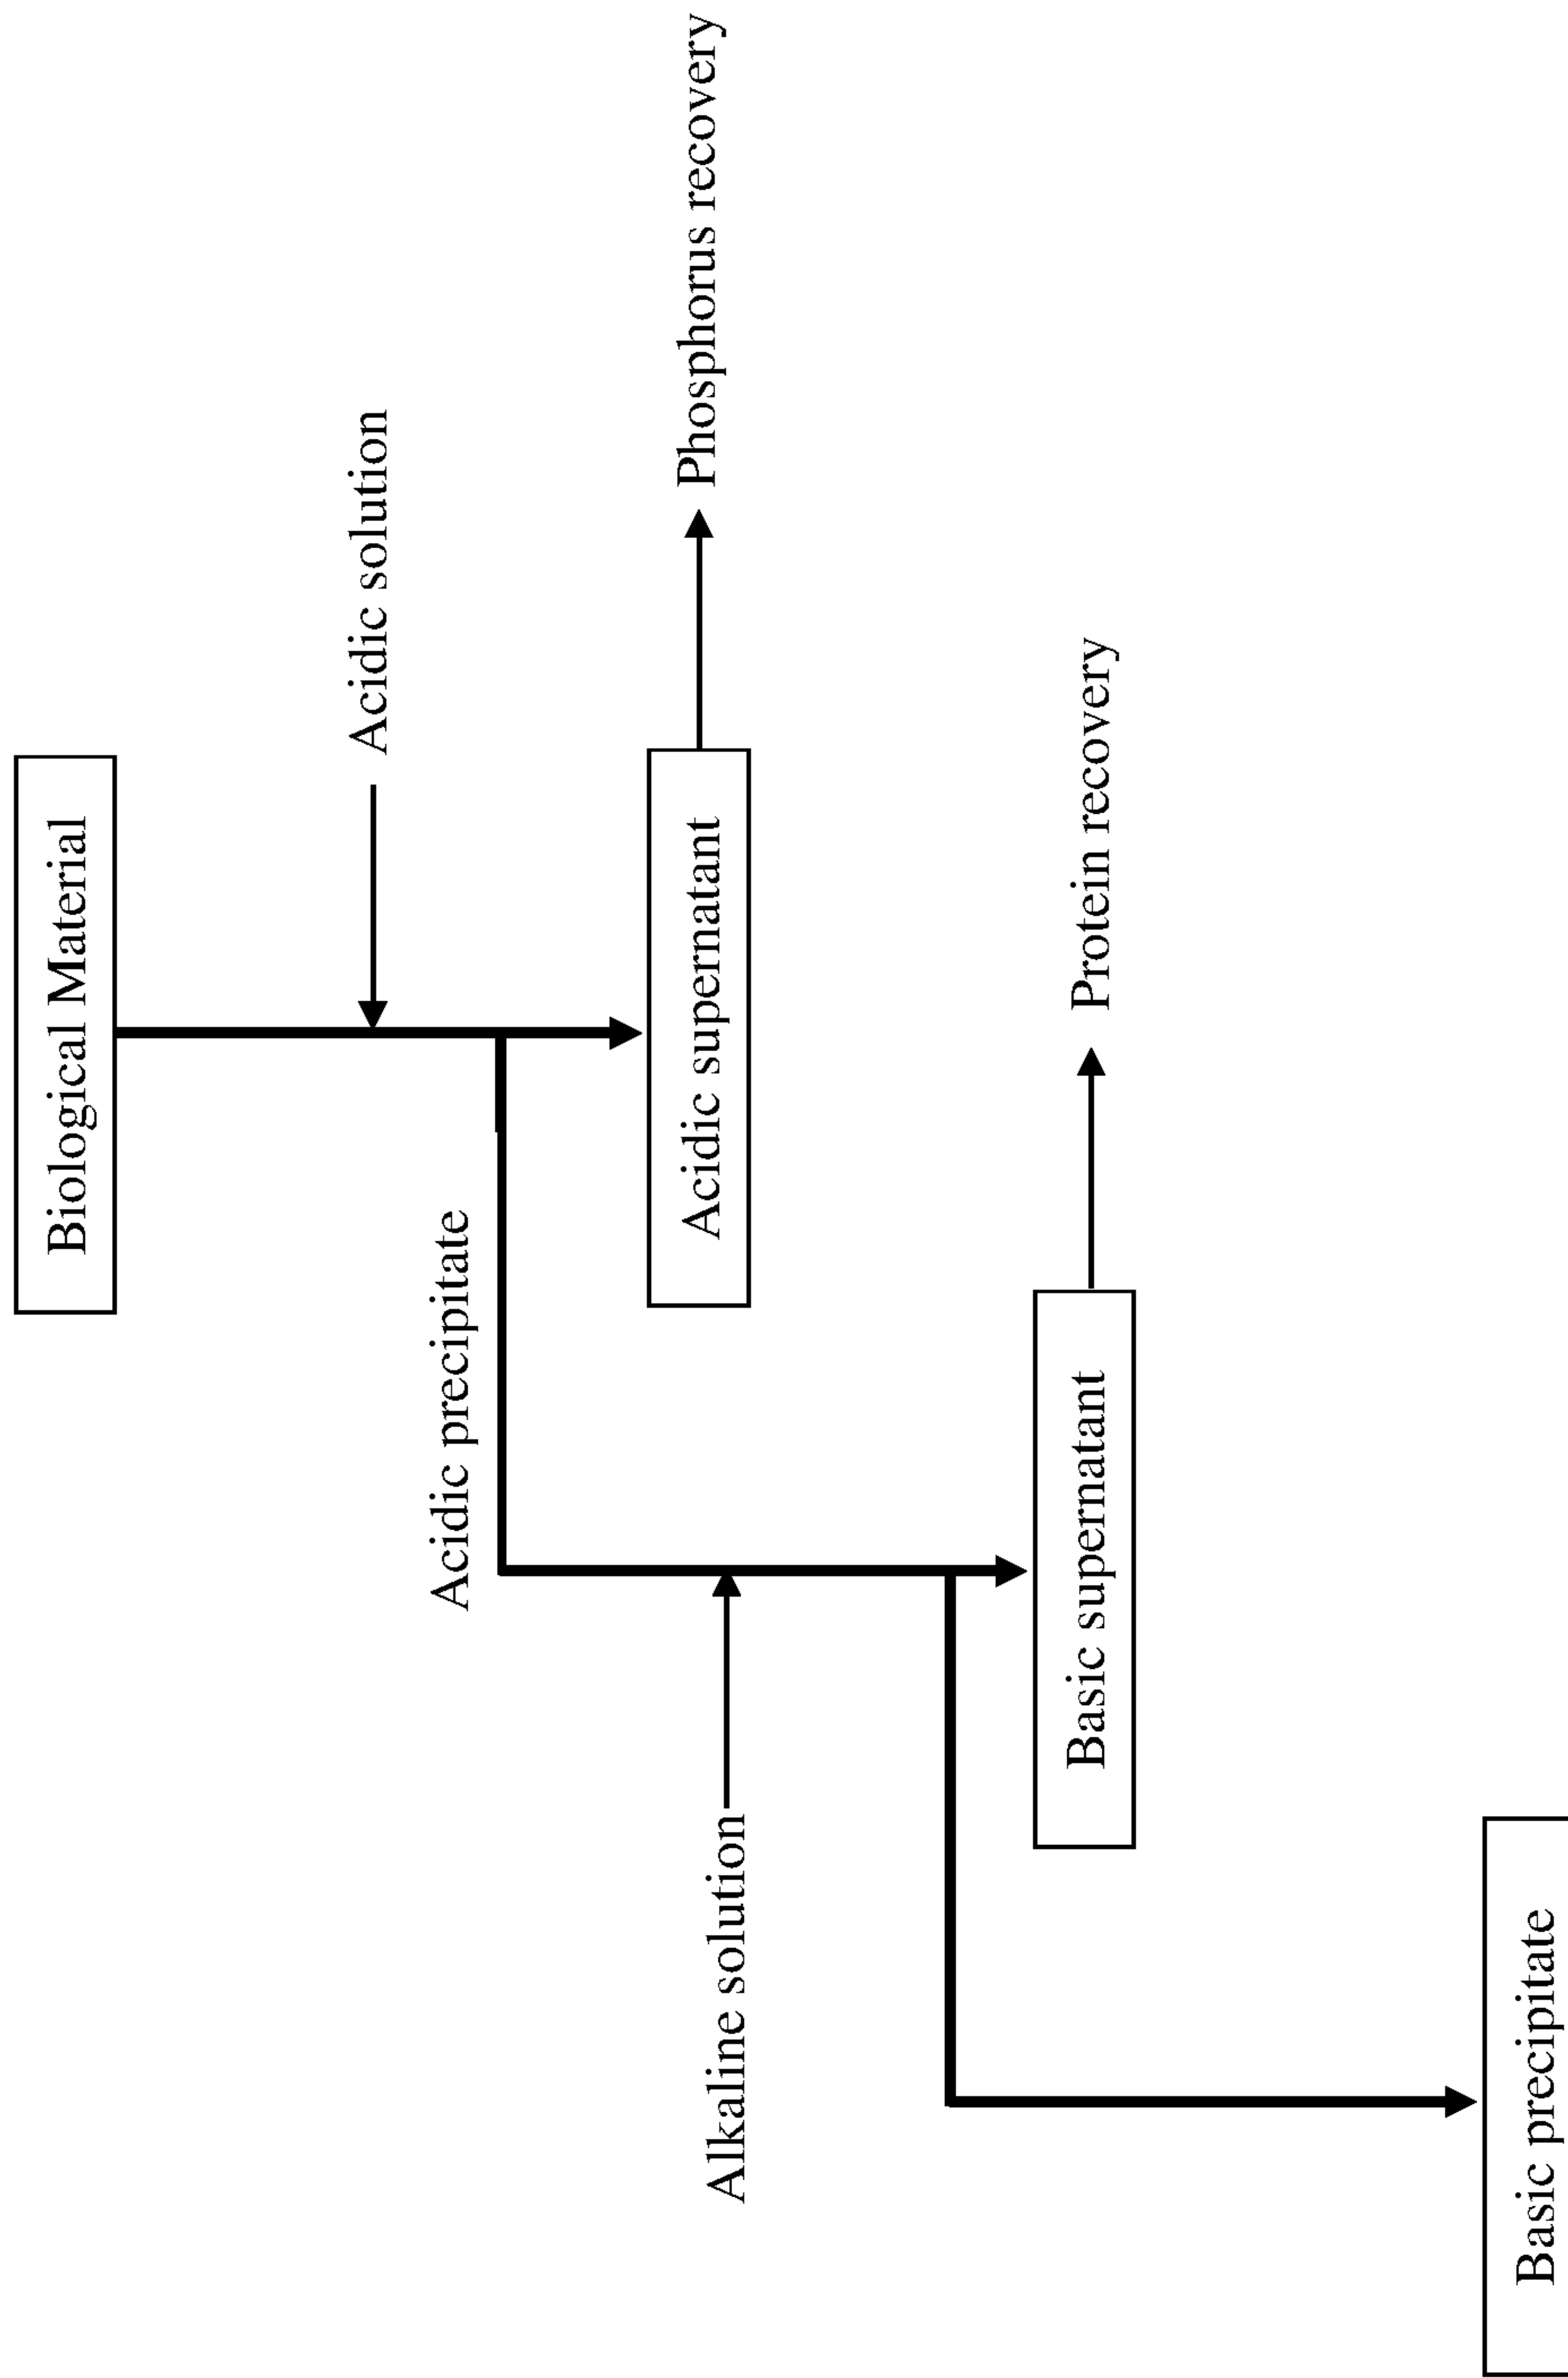 Biological Material
Acidic solution
Acidic precipitate
Acidic supernatant
Phosphorus recovery
Alkaline solution
Basic supernatant
Protein recovery
Basic precipitate